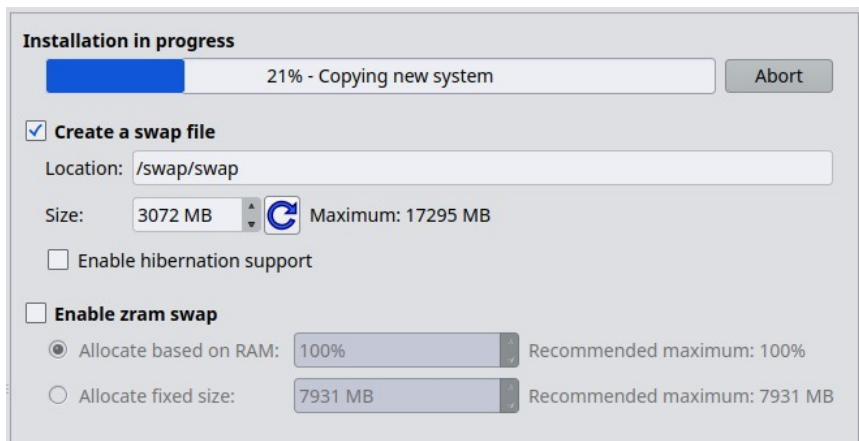 Installation in progress
21% - Copying new system Abort
Create a swap file
Location: /swap/swap
Size: 3072 MB Maximum: 17295 MB
Enable hibernation support
Enable zram swap
Allocate based on RAM: 100% Recommended maximum: 100%
Allocate fixed size: 7931 MB Recommended maximum: 7931 MB